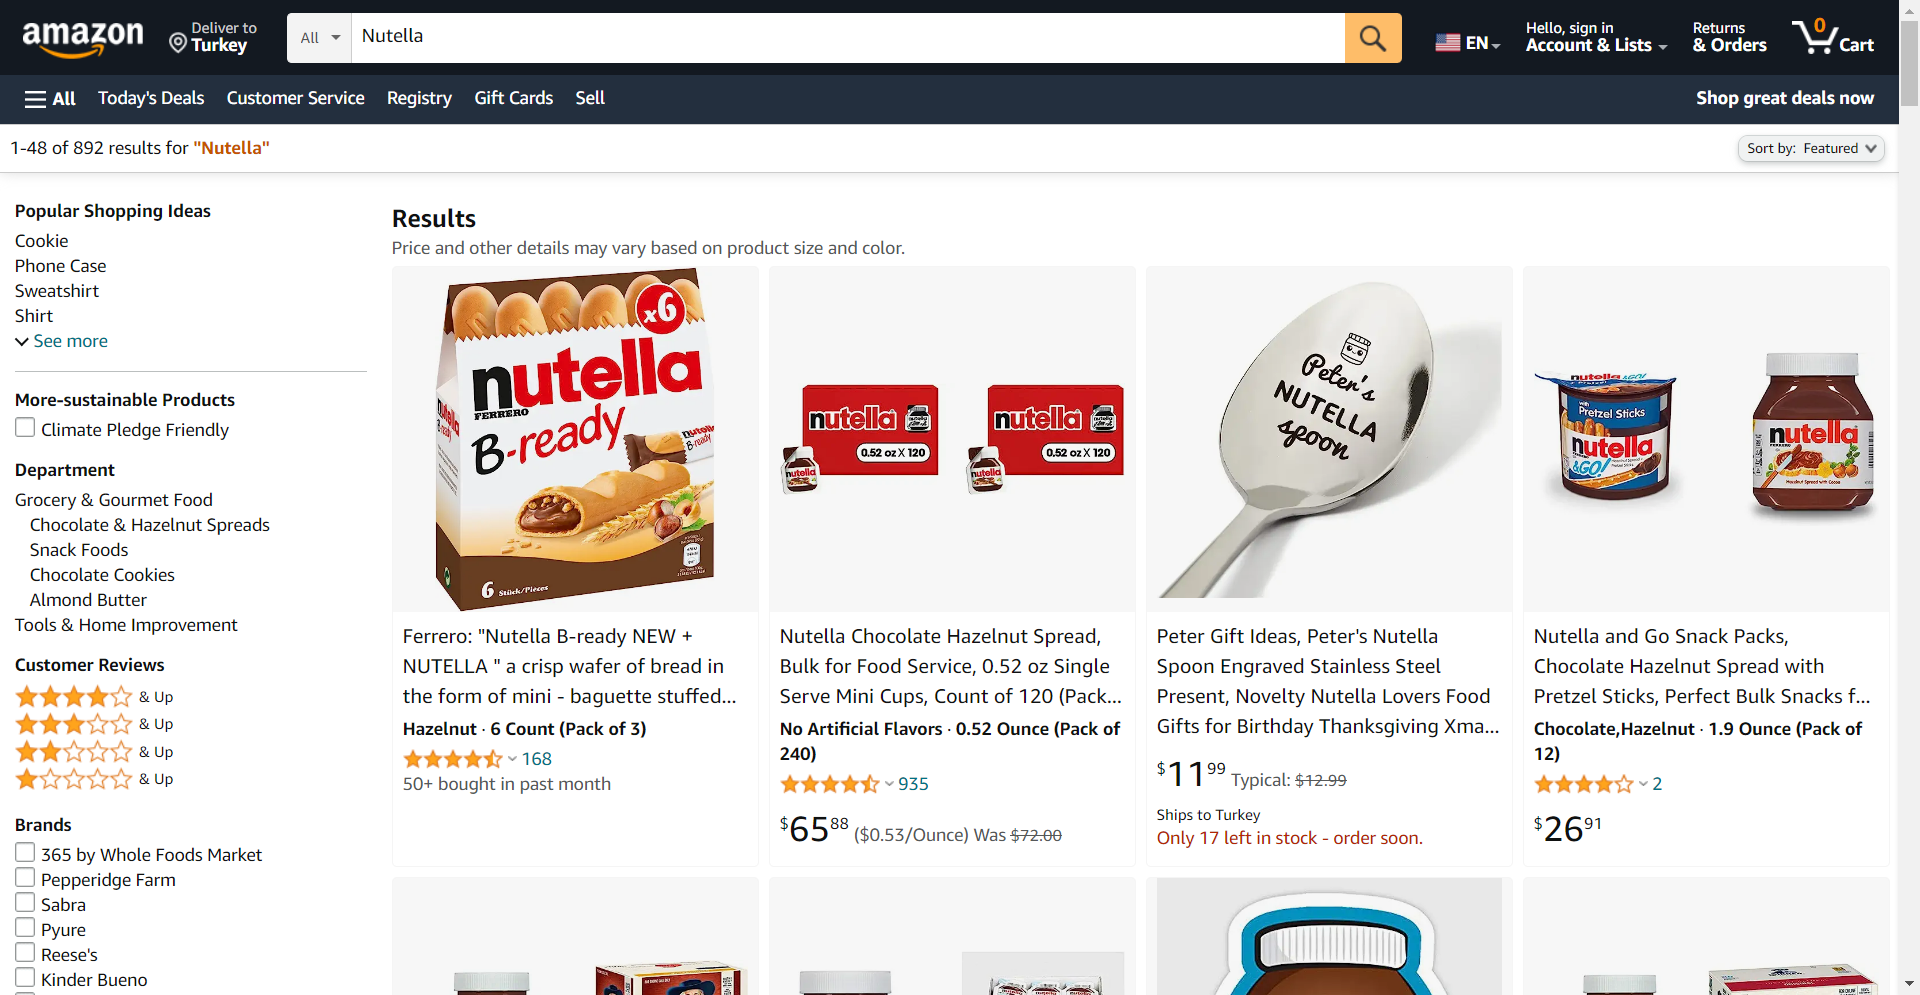 amazon
Deliver to
Turkey
All
Nutella
EN
Hello, sign in
Account & Lists
Returns
& Orders
0
Cart
All
Today's Deals
Customer Service
Registry
Gift Cards
Sell
Shop great deals now
1-48 of 892 results for "Nutella"
Sort by: Featured
Popular Shopping Ideas
Cookie
Phone Case
Sweatshirt
Shirt
See more
More-sustainable Products
Climate Pledge Friendly
Department
Grocery & Gourmet Food
Chocolate & Hazelnut Spreads
Snack Foods
Chocolate Cookies
Almond Butter
Tools & Home Improvement
Customer Reviews
& Up
& Up
& Up
& Up
Brands
365 by Whole Foods Market
Pepperidge Farm
Sabra
Pyure
Reese's
Kinder Bueno
Results
Price and other details may vary based on product size and color.
x6
nutella
FERRERO
B-ready
nutella
B-ready
6 Stück/Pieces
Ferrero: "Nutella B-ready NEW +
NUTELLA " a crisp wafer of bread in
the form of mini - baguette stuffed...
Hazelnut · 6 Count (Pack of 3)
168
50+ bought in past month
nutella
0.52 oz X 120
nutella
nutella
0.52 oz X 120
nutella
Nutella Chocolate Hazelnut Spread,
Bulk for Food Service, 0.52 oz Single
Serve Mini Cups, Count of 120 (Pack...
No Artificial Flavors · 0.52 Ounce (Pack of
240)
935
$65.88 ($0.53/Ounce) Was $72.00
Peter's
NUTELLA
spoon
Peter Gift Ideas, Peter's Nutella
Spoon Engraved Stainless Steel
Present, Novelty Nutella Lovers Food
Gifts for Birthday Thanksgiving Xma...
$11.99 Typical: $12.99
Ships to Turkey
Only 17 left in stock - order soon.
nutella &GO!
with
Pretzel Sticks
nutella
&GO!
nutella
Hazelnut Spread with Cocoa
Nutella and Go Snack Packs,
Chocolate Hazelnut Spread with
Pretzel Sticks, Perfect Bulk Snacks f...
Chocolate,Hazelnut · 1.9 Ounce (Pack of
12)
2
$26.91